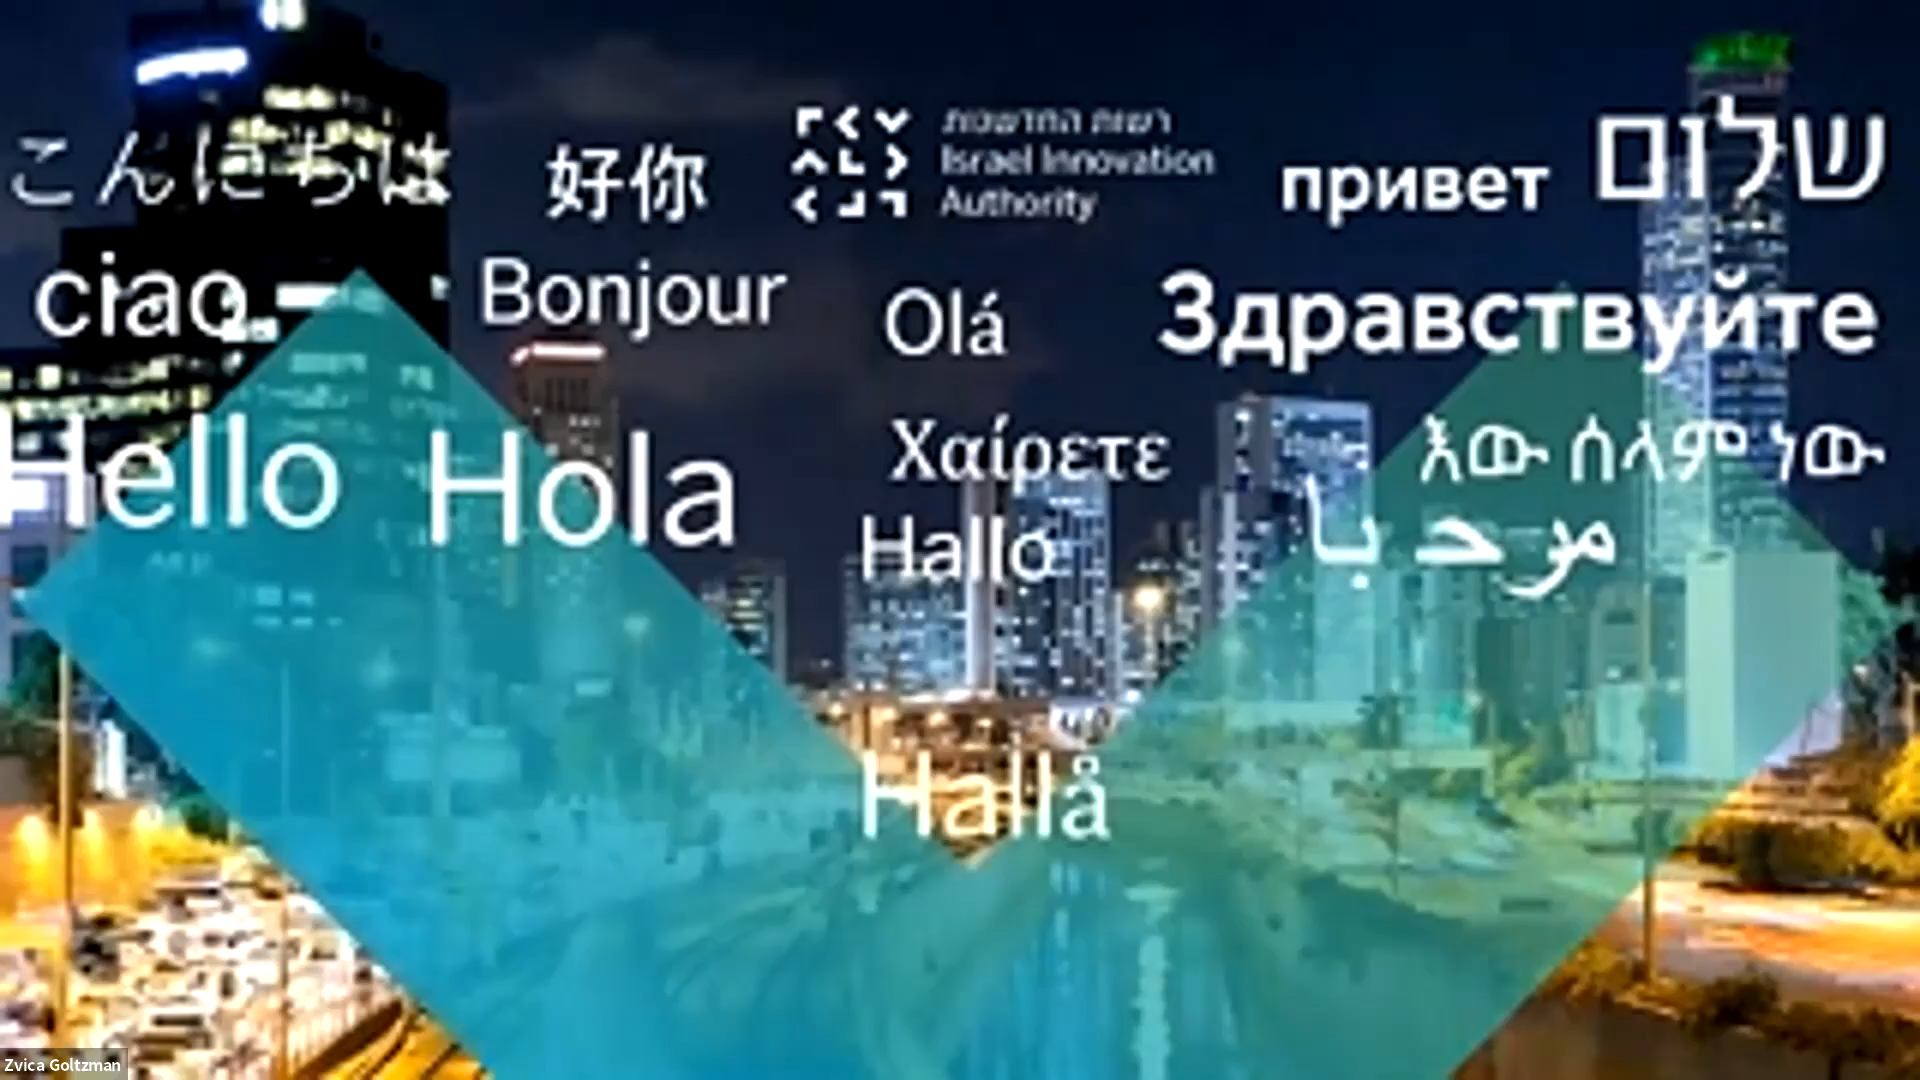 こんにちは
好你
רשות החדשנות
Israel Innovation
Authority
привет
שלום
ciao
Bonjour
Olá
Здравствуйте
Hello
Hola
Χαίρετε
እው ሰላም ነው
Hallo
مرحبا
Hallå
Zvica Goltzman